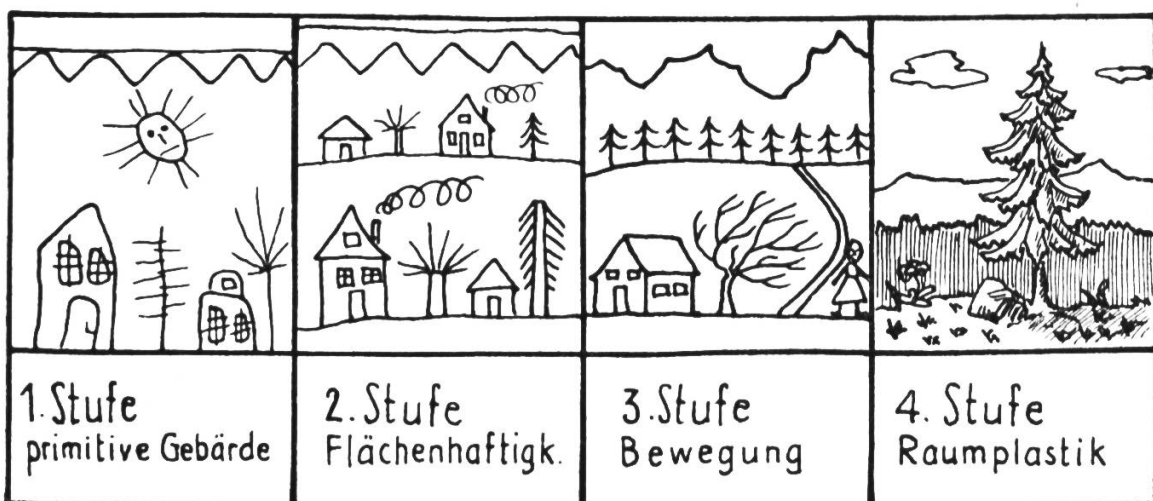 1. Stufe
primitive Gebärde
2. Stufe
Flächenhaftigk.
3. Stufe
Bewegung
4. Stufe
Raumplastik